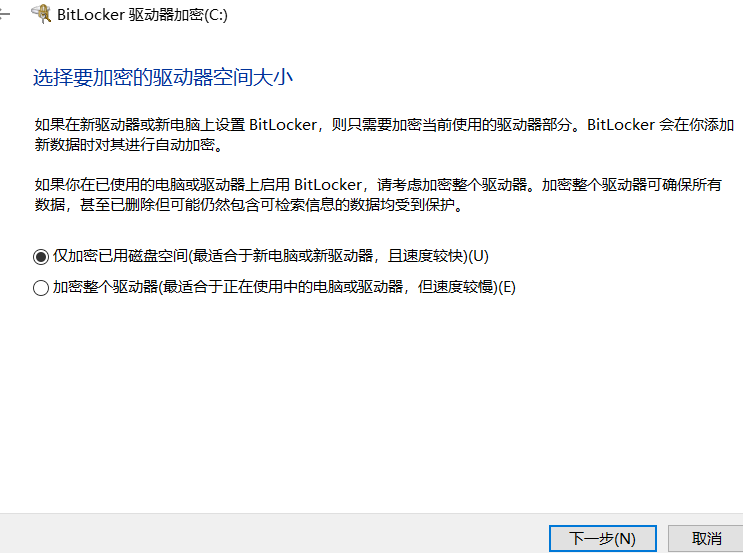 BitLocker 驱动器加密(C:)
选择要加密的驱动器空间大小
如果在新驱动器或新电脑上设置 BitLocker，则只需要加密当前使用的驱动器部分。BitLocker 会在你添加
新数据时对其进行自动加密。
如果你在已使用的电脑或驱动器上启用 BitLocker，请考虑加密整个驱动器。加密整个驱动器可确保所有
数据，甚至已删除但可能仍然包含可检索信息的数据均受到保护。
仅加密已用磁盘空间(最适合于新电脑或新驱动器，且速度较快)(U)
加密整个驱动器(最适合于正在使用中的电脑或驱动器，但速度较慢)(E)
下一步(N)
取消